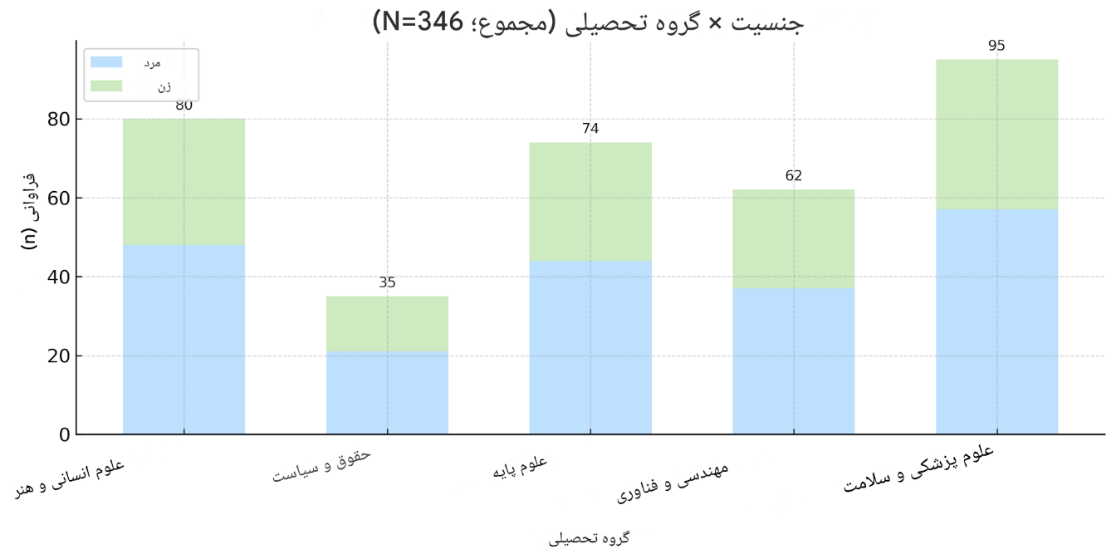 جنسیت × گروه تحصیلی (مجموع؛ N=346)
مرد
زن
80
35
74
62
95
فراوانی (n)
80
60
40
20
0
علوم انسانی و هنر
حقوق و سیاست
علوم پایه
مهندسی و فناوری
علوم پزشکی و سلامت
گروه تحصیلی